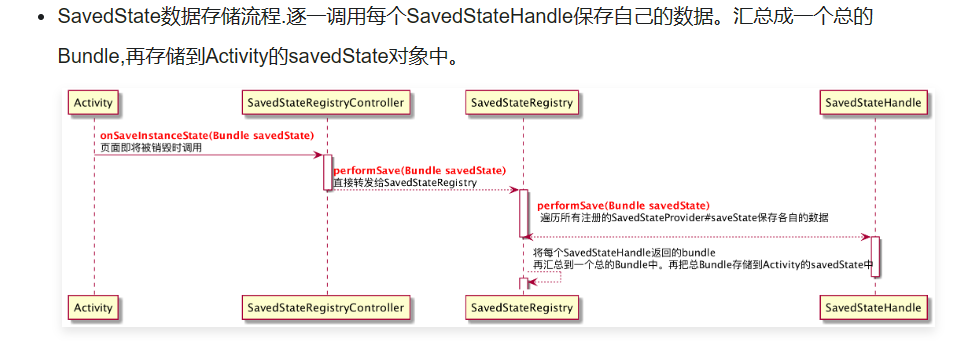 SavedState数据存储流程.逐一调用每个SavedStateHandle保存自己的数据。汇总成一个总的
Bundle,再存储到Activity的savedState对象中。
Activity SavedStateRegistryController SavedStateRegistry SavedStateHandle
onSaveInstanceState(Bundle savedState)
页面即将被销毁时调用
performSave(Bundle savedState)
直接转发给SavedStateRegistry
performSave(Bundle savedState)
遍历所有注册的SavedStateProvider#saveState保存各自的数据
将每个SavedStateHandle返回的bundle
再汇总到一个总的Bundle中。再把总Bundle存储到Activity的savedState中
Activity SavedStateRegistryController SavedStateRegistry SavedStateHandle